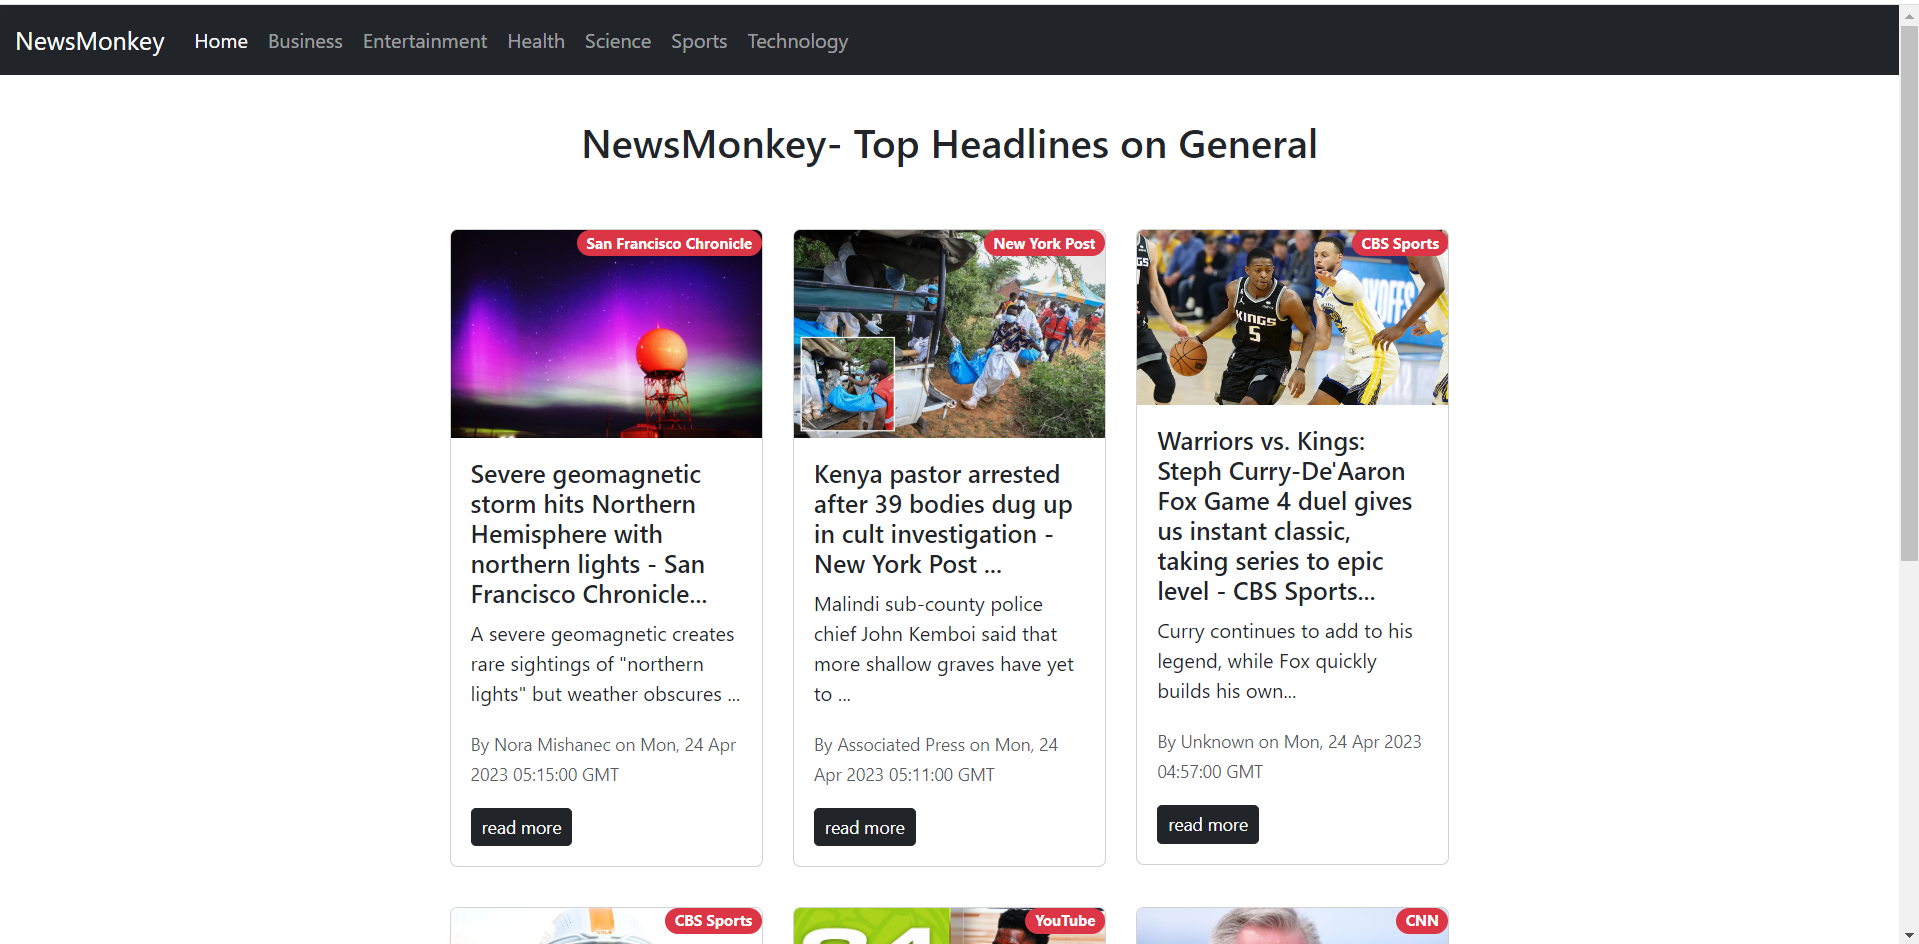 NewsMonkey Home Business Entertainment Health Science Sports Technology
NewsMonkey- Top Headlines on General
San Francisco Chronicle
Severe geomagnetic
storm hits Northern
Hemisphere with
northern lights - San
Francisco Chronicle...
A severe geomagnetic creates
rare sightings of "northern
lights" but weather obscures ...
By Nora Mishanec on Mon, 24 Apr
2023 05:15:00 GMT
read more
New York Post
Kenya pastor arrested
after 39 bodies dug up
in cult investigation -
New York Post ...
Malindi sub-county police
chief John Kemboi said that
more shallow graves have yet
to ...
By Associated Press on Mon, 24
Apr 2023 05:11:00 GMT
read more
CBS Sports
KINGS
5
Warriors vs. Kings:
Steph Curry-De'Aaron
Fox Game 4 duel gives
us instant classic,
taking series to epic
level - CBS Sports...
Curry continues to add to his
legend, while Fox quickly
builds his own...
By Unknown on Mon, 24 Apr 2023
04:57:00 GMT
read more
CBS Sports
YouTube
CNN